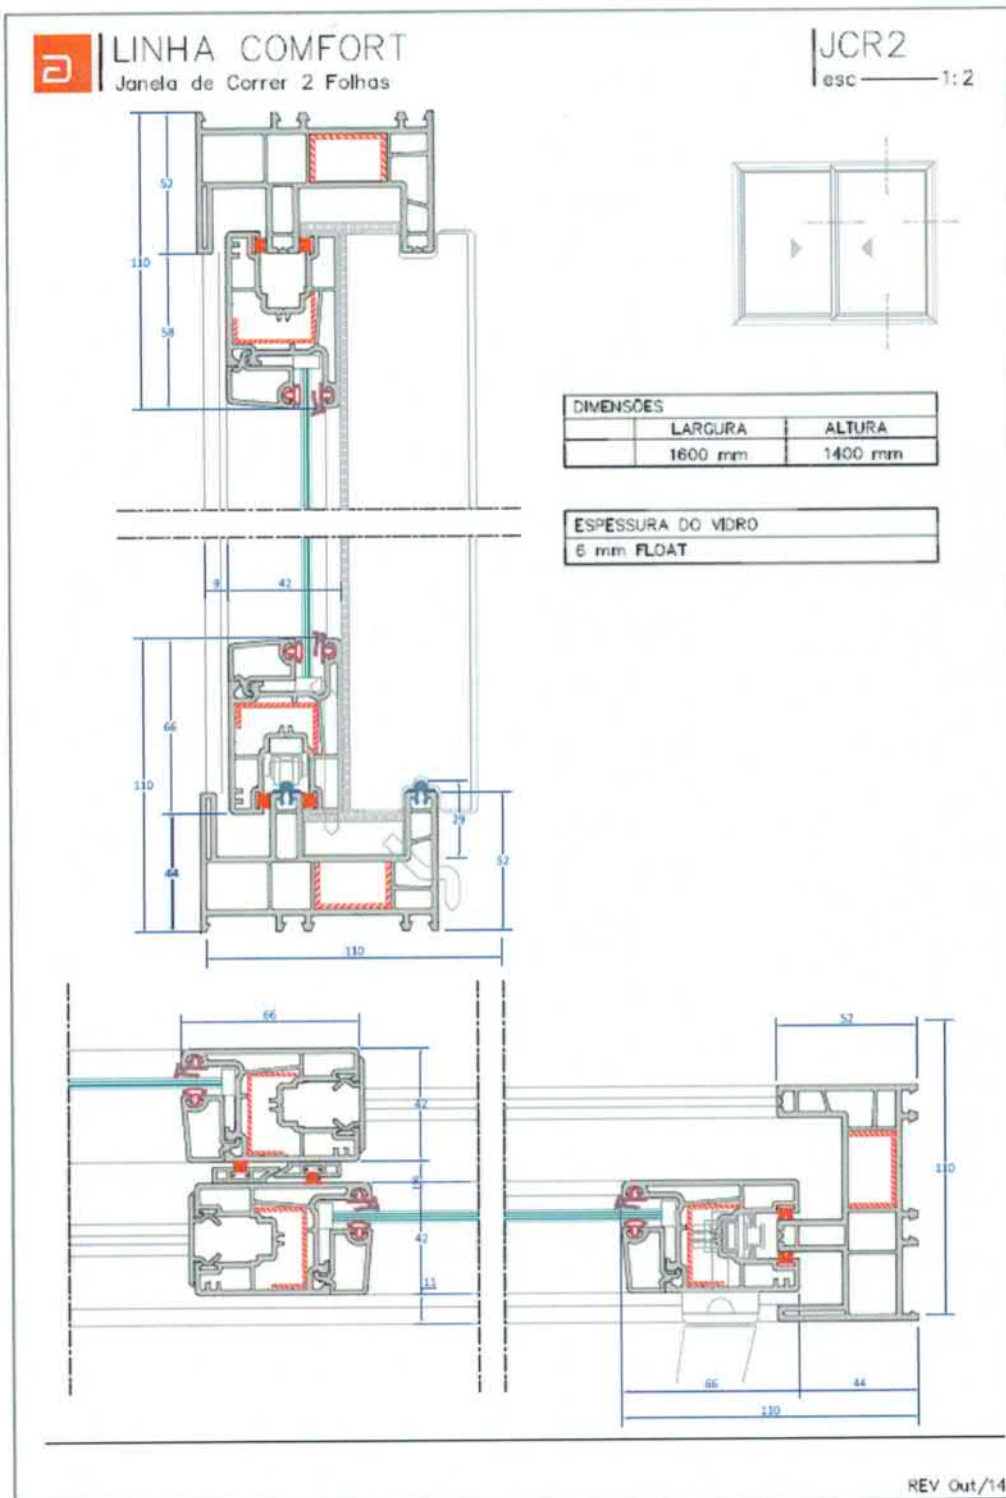 LINHA COMFORT
Janela de Correr 2 Folhas
JCR2
esc 1:2
52
110
58
DIMENSÕES
LARGURA ALTURA
1600 mm 1400 mm
ESPESSURA DO VIDRO
6 mm FLOAT
9 42
66
110
29
52
44
110
66
52
42
110
18
42
11
66 44
110
REV Out/14